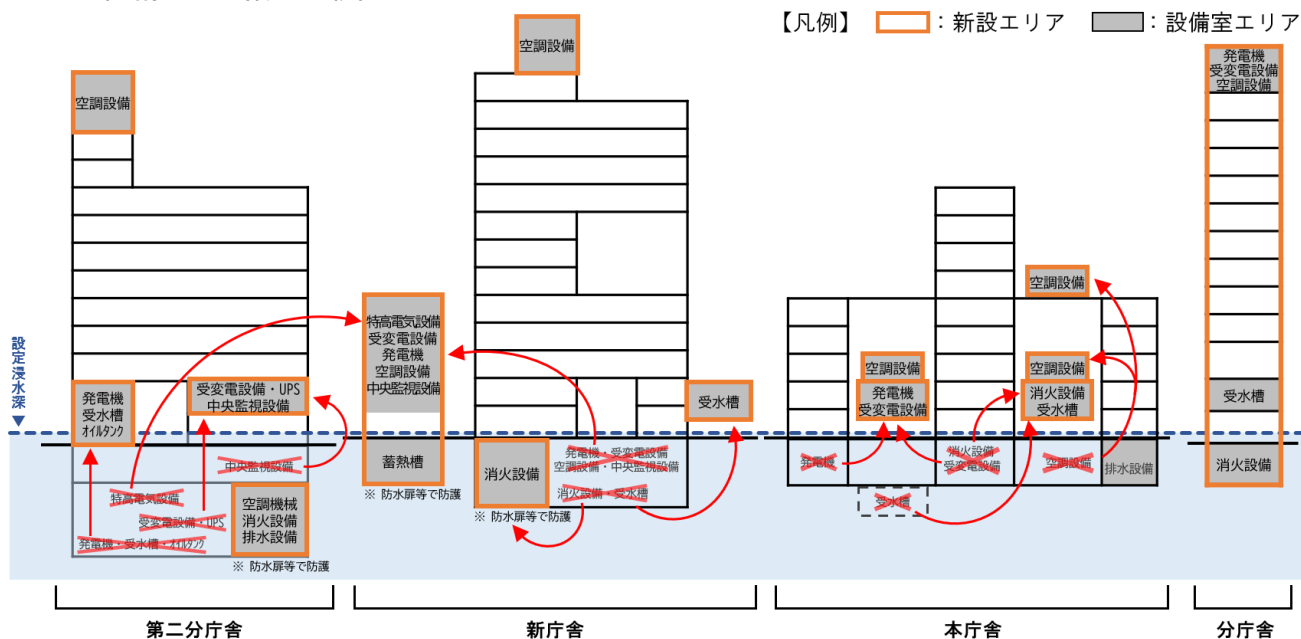 【凡例】 :新設エリア :設備室エリア
空調設備
発電機
受水槽
オイルタンク
受変電設備・UPS
中央監視設備
中央監視設備
特高電気設備
受変電設備・UPS
発電機・受水槽・オイルタンク
空調機械
消火設備
排水設備
※ 防水扉等で防護
設定浸水深
空調設備
特高電気設備
受変電設備
発電機
空調設備
中央監視設備
蓄熱槽
※ 防水扉等で防護
消火設備
※ 防水扉等で防護
発電機・受変電設備
空調設備・中央監視設備
消火設備・受水槽
受水槽
空調設備
空調設備
発電機
受変電設備
空調設備
消火設備
受水槽
発電機
消火設備
受変電設備
空調設備
排水設備
受水槽
発電機
受変電設備
空調設備
受水槽
消火設備
第二分庁舎
新庁舎
本庁舎
分庁舎